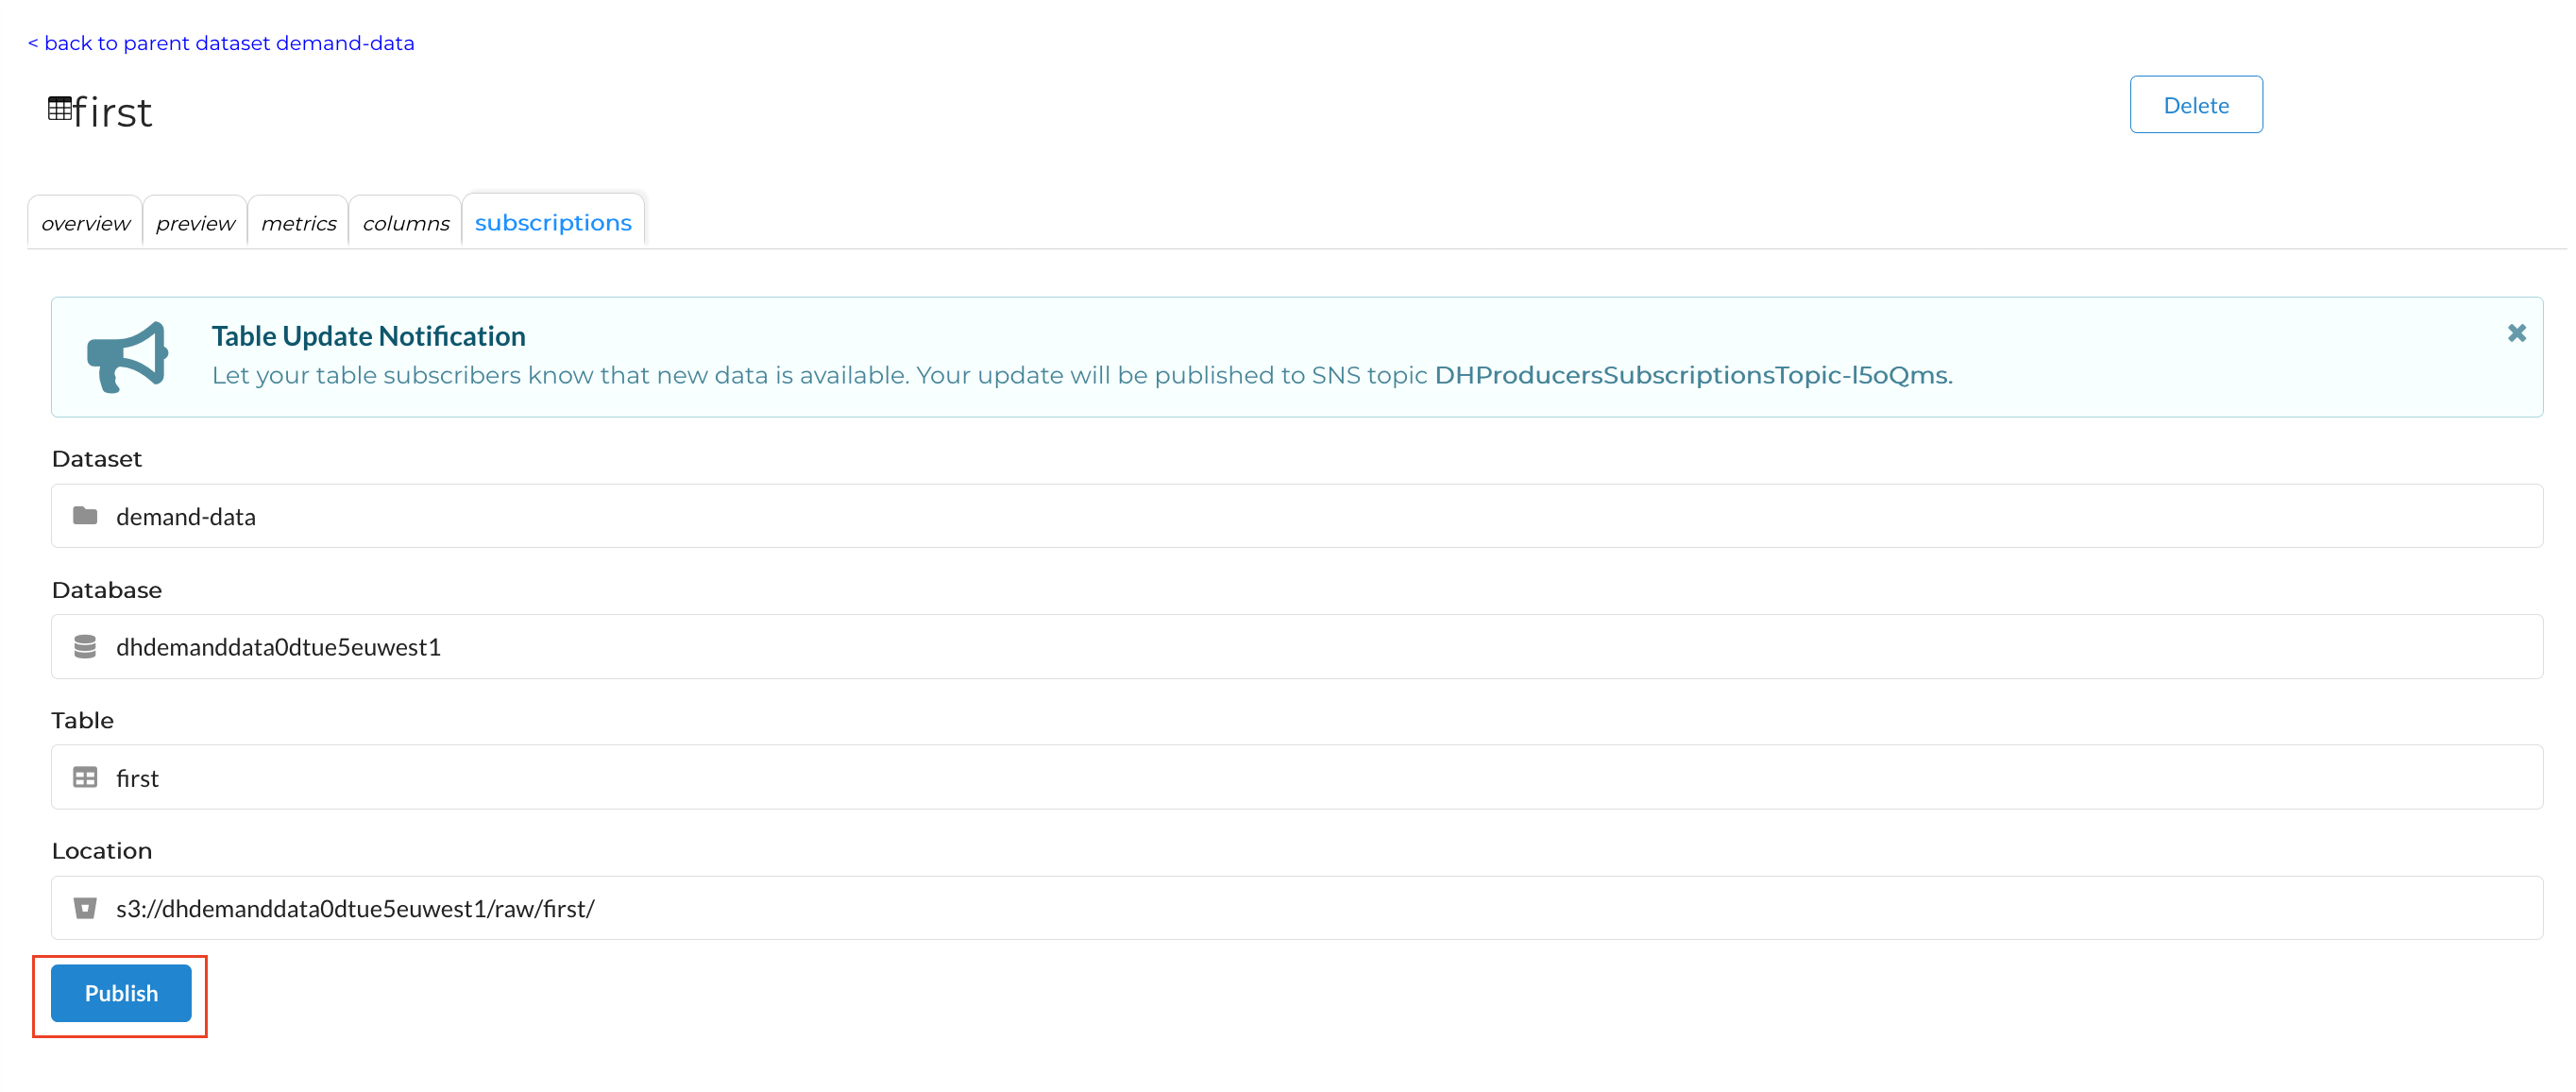 < back to parent dataset demand-data
first
Delete
overview preview metrics columns subscriptions
Table Update Notification
Let your table subscribers know that new data is available. Your update will be published to SNS topic DHProducersSubscriptionsTopic-l5oQms.
Dataset
demand-data
Database
dhdemanddata0dtue5euwest1
Table
first
Location
s3://dhdemanddata0dtue5euwest1/raw/first/
Publish